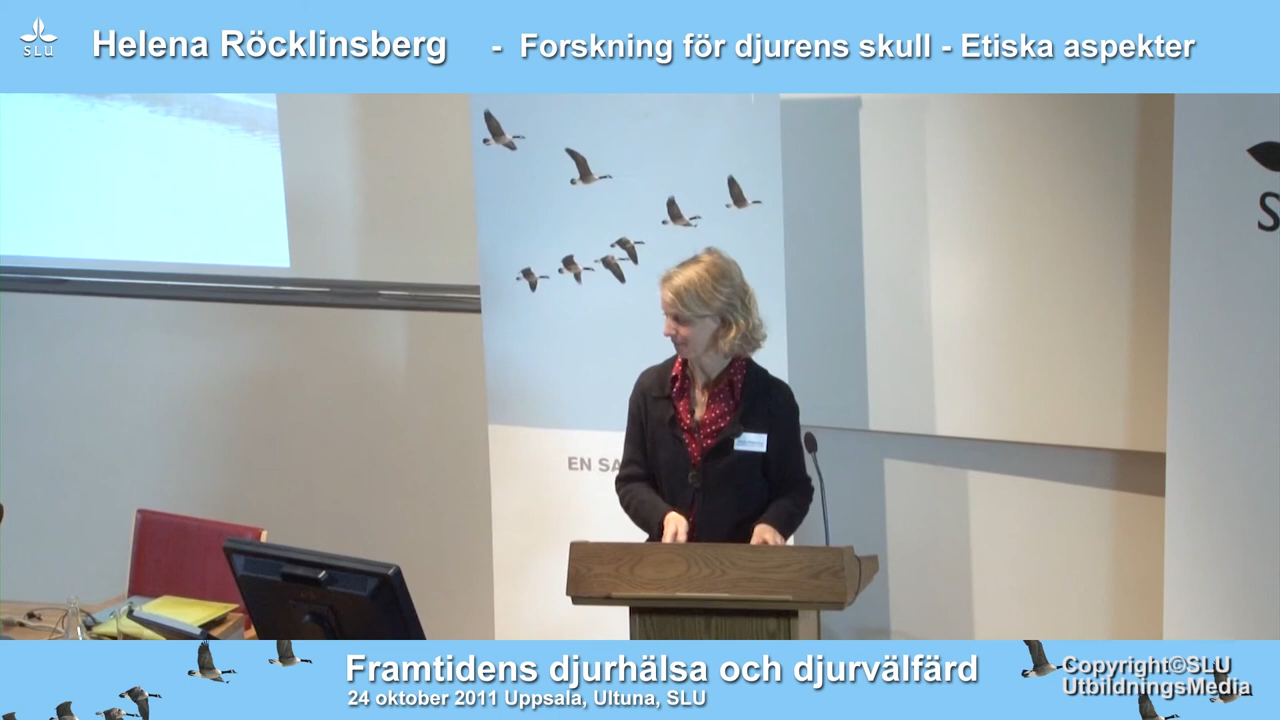 SLU
Helena Röcklinsberg - Forskning för djurens skull - Etiska aspekter
S
EN SA
Framtidens djurhälsa och djurvälfärd
24 oktober 2011 Uppsala, Ultuna, SLU
Copyright©SLU
UtbildningsMedia